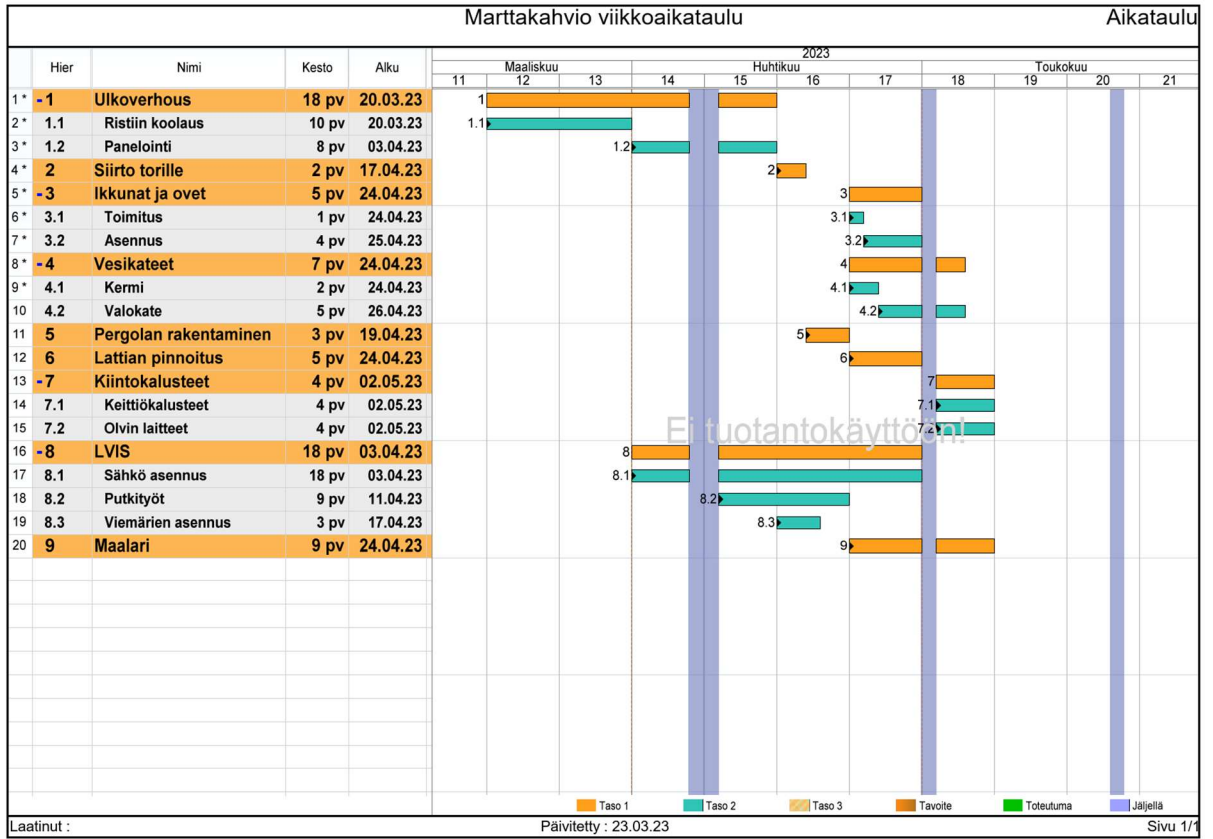 Marttakahvio viikkoaikataulu Aikataulu
2023
Hier Nimi Kesto Alku Maaliskuu Huhtikuu Toukokuu
11 12 13 14 15 16 17 18 19 20 21
1 * -1 Ulkoverhous 18 pv 20.03.23 1
2 * 1.1 Ristiin koolaus 10 pv 20.03.23 1.1
3 * 1.2 Panelointi 8 pv 03.04.23 1.2
4 * 2 Siirto torille 2 pv 17.04.23 2
5 * -3 Ikkunat ja ovet 5 pv 24.04.23 3
6 * 3.1 Toimitus 1 pv 24.04.23 3.1
7 * 3.2 Asennus 4 pv 25.04.23 3.2
8 * -4 Vesikateet 7 pv 24.04.23 4
9 * 4.1 Kermi 2 pv 24.04.23 4.1
10 4.2 Valokate 5 pv 26.04.23 4.2
11 5 Pergolan rakentaminen 3 pv 19.04.23 5
12 6 Lattian pinnoitus 5 pv 24.04.23 6
13 -7 Kiintokalusteet 4 pv 02.05.23 7
14 7.1 Keittiökalusteet 4 pv 02.05.23 7.1
15 7.2 Olvin laitteet 4 pv 02.05.23 7.2
Ei tuotantokäyttöön!
16 -8 LVIS 18 pv 03.04.23 8
17 8.1 Sähkö asennus 18 pv 03.04.23 8.1
18 8.2 Putkityöt 9 pv 11.04.23 8.2
19 8.3 Viemärien asennus 3 pv 17.04.23 8.3
20 9 Maalari 9 pv 24.04.23 9
Taso 1 Taso 2 Taso 3 Tavoite Toteutuma Jäljellä
Laatinut : Päivitetty : 23.03.23 Sivu 1/1